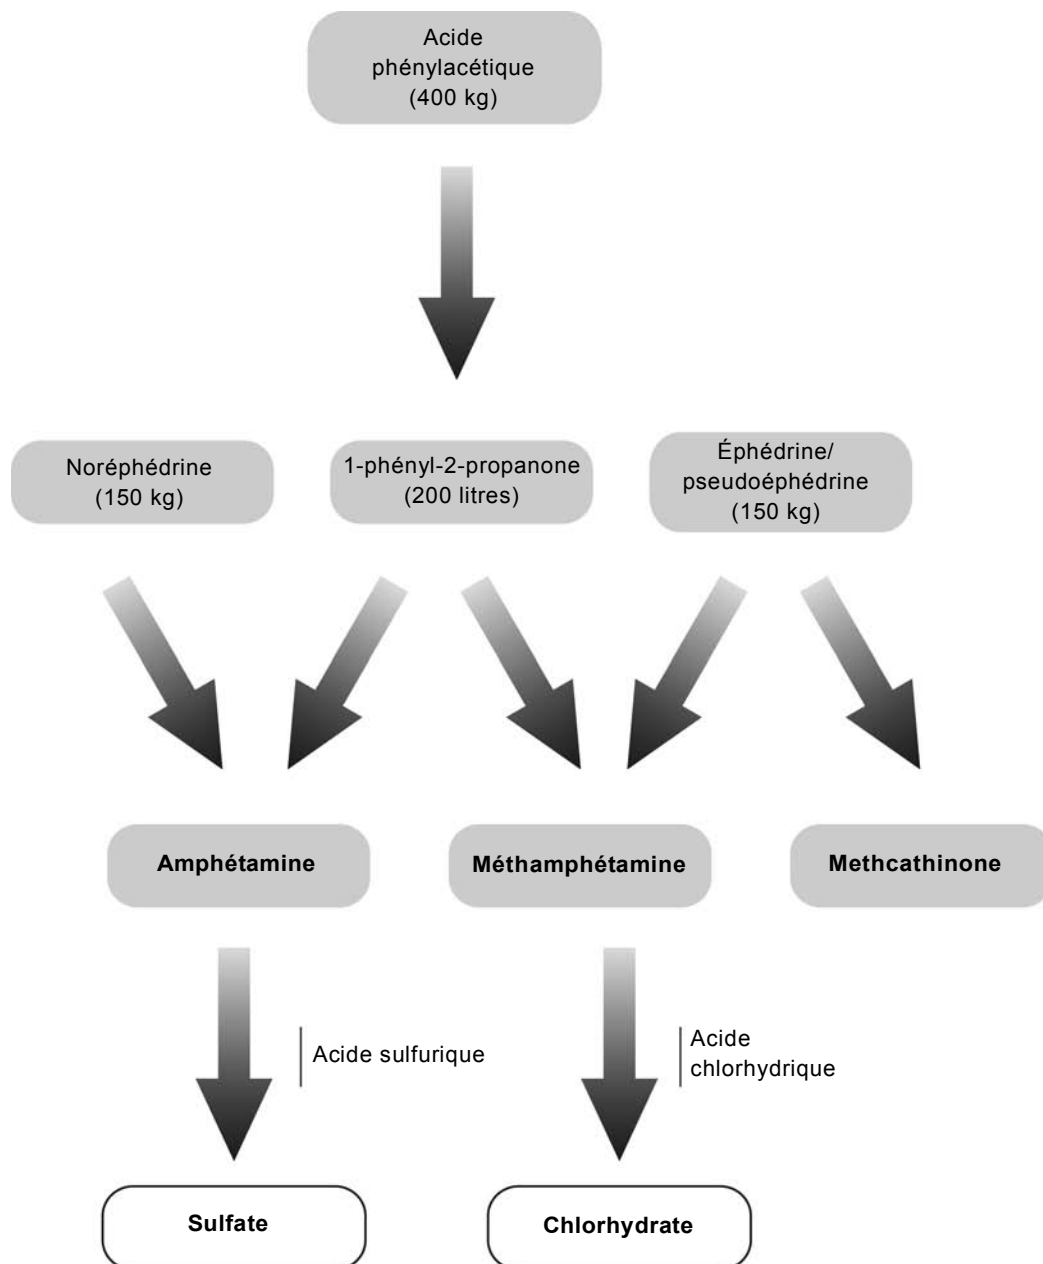 Acide
phénylacétique
(400 kg)
Noréphédrine
(150 kg)
1-phényl-2-propanone
(200 litres)
Éphédrine/
pseudoéphédrine
(150 kg)
Amphétamine
Méthamphétamine
Methcathinone
Acide sulfurique
Acide
chlorhydrique
Sulfate
Chlorhydrate